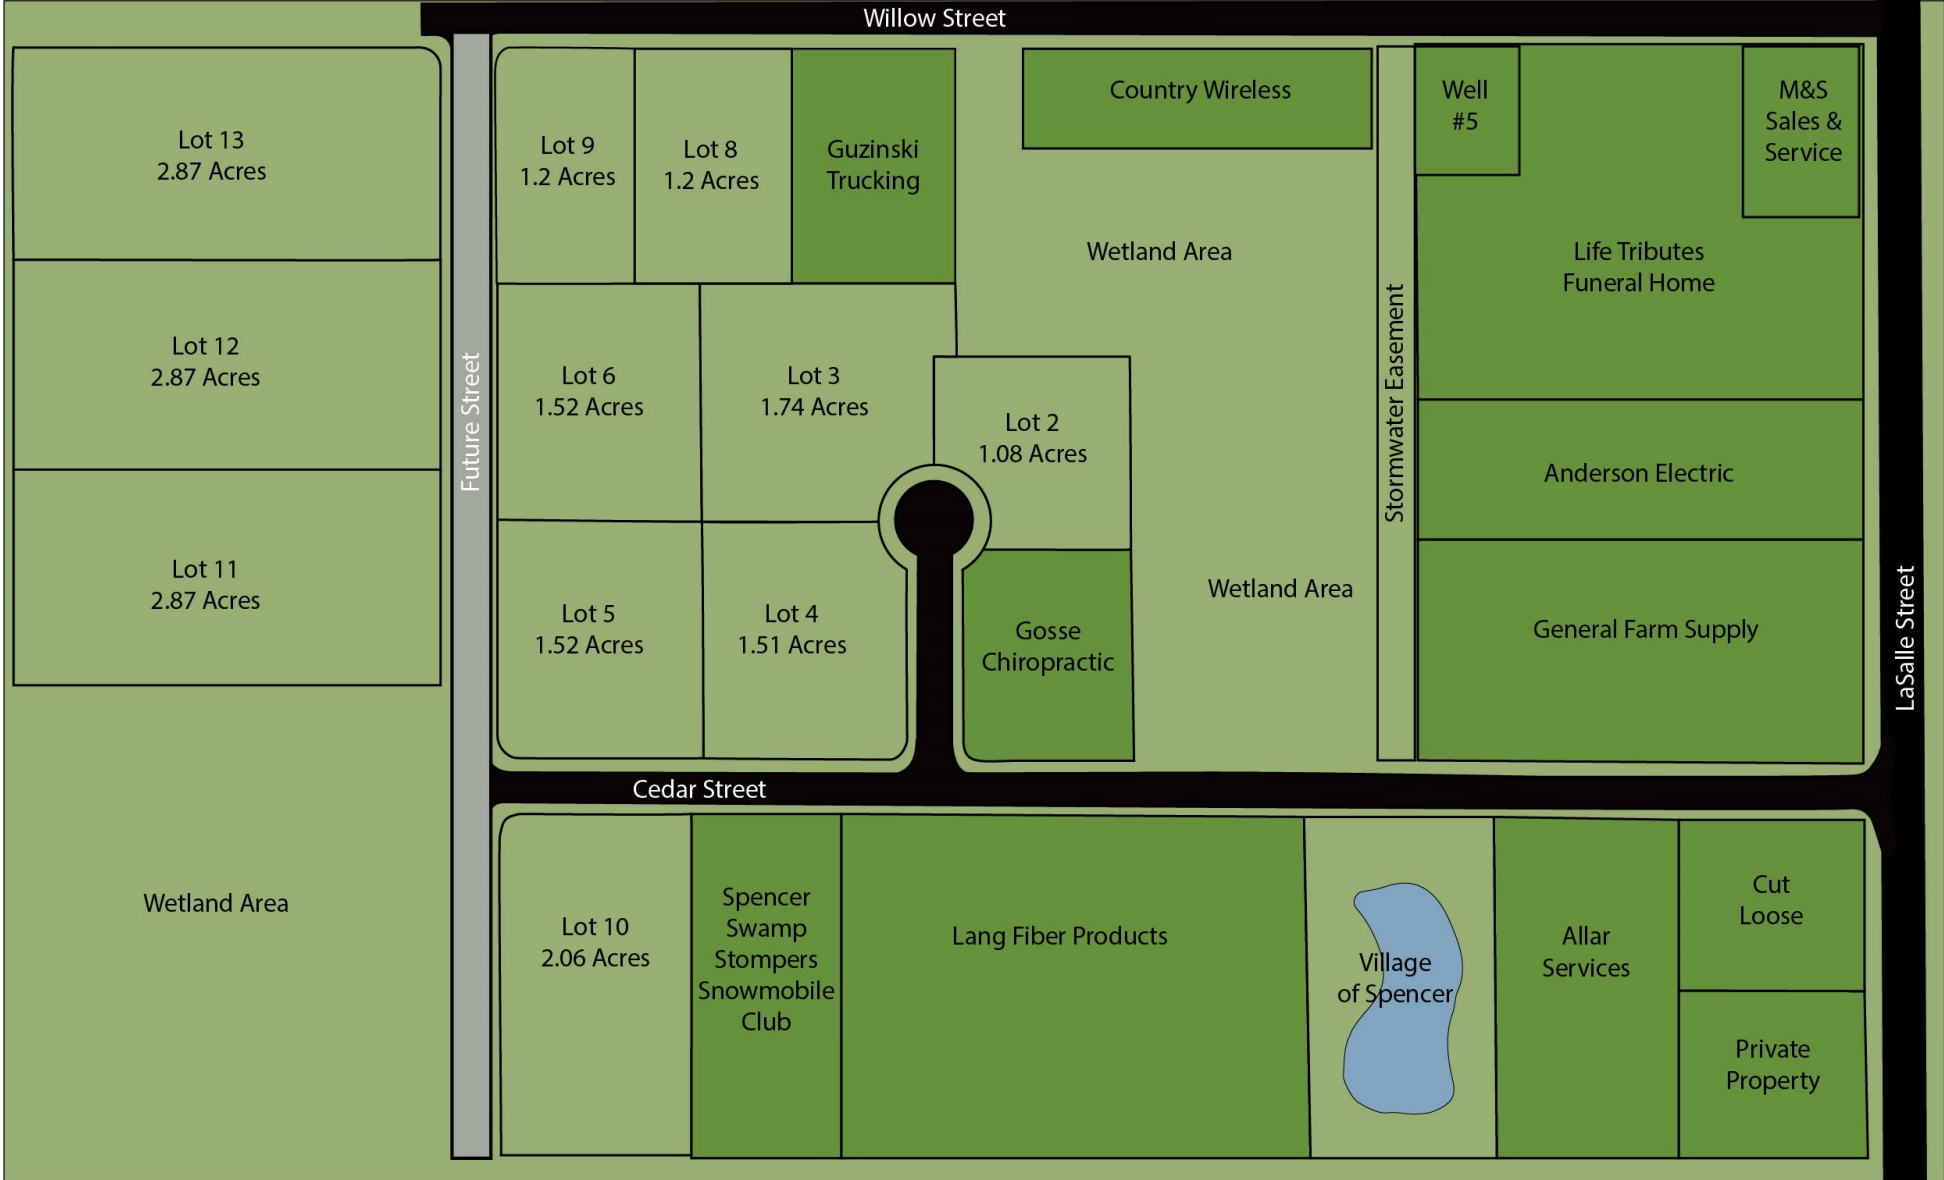 Willow Street
Lot 13
2.87 Acres
Lot 12
2.87 Acres
Lot 11
2.87 Acres
Wetland Area
Future Street
Lot 9
1.2 Acres
Lot 8
1.2 Acres
Guzinski
Trucking
Lot 6
1.52 Acres
Lot 3
1.74 Acres
Lot 2
1.08 Acres
Lot 5
1.52 Acres
Lot 4
1.51 Acres
Gosse
Chiropractic
Country Wireless
Wetland Area
Wetland Area
Stormwater Easement
Well
#5
M&S
Sales &
Service
Life Tributes
Funeral Home
Anderson Electric
General Farm Supply
LaSalle Street
Cedar Street
Lot 10
2.06 Acres
Spencer
Swamp
Stompers
Snowmobile
Club
Lang Fiber Products
Village
of Spencer
Allar
Services
Cut
Loose
Private
Property